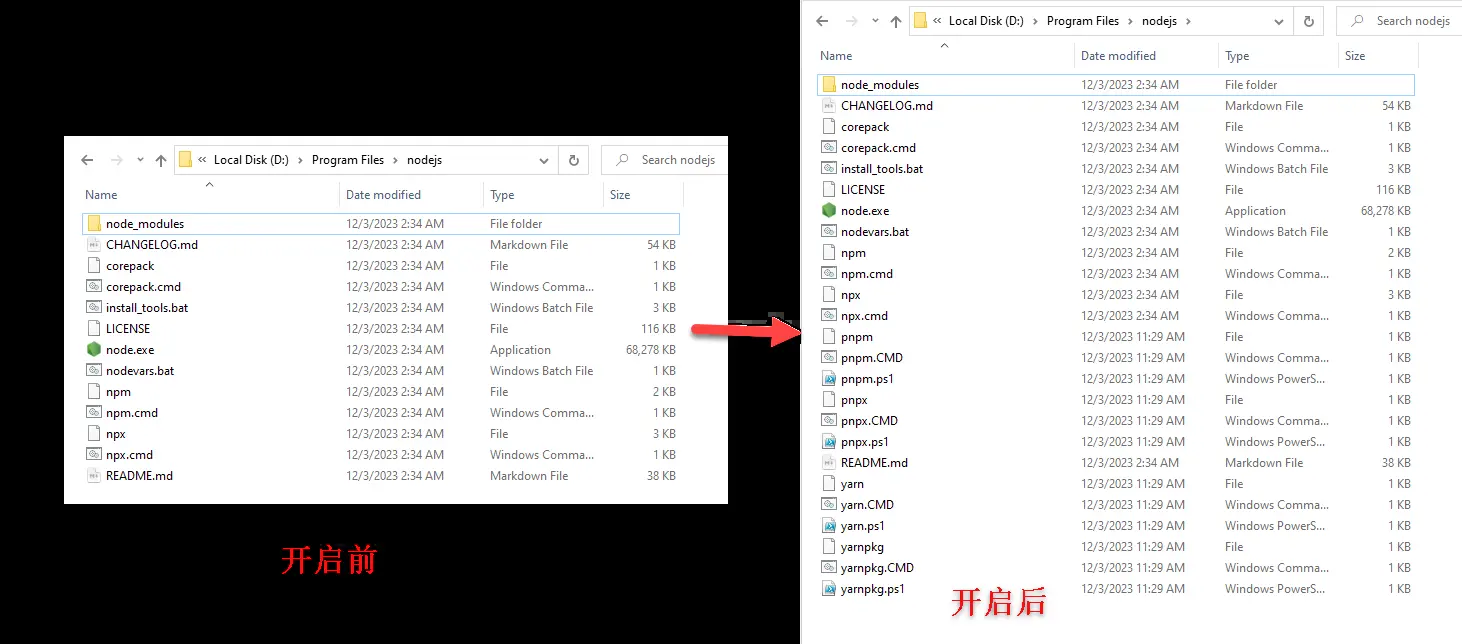 « Local Disk (D:) › Program Files › nodejs
Search nodejs
Name Date modified Type Size
node_modules 12/3/2023 2:34 AM File folder
CHANGELOG.md 12/3/2023 2:34 AM Markdown File 54 KB
corepack 12/3/2023 2:34 AM File 1 KB
corepack.cmd 12/3/2023 2:34 AM Windows Comma... 1 KB
install_tools.bat 12/3/2023 2:34 AM Windows Batch File 3 KB
LICENSE 12/3/2023 2:34 AM File 116 KB
node.exe 12/3/2023 2:34 AM Application 68,278 KB
nodevars.bat 12/3/2023 2:34 AM Windows Batch File 1 KB
npm 12/3/2023 2:34 AM File 2 KB
npm.cmd 12/3/2023 2:34 AM Windows Comma... 1 KB
npx 12/3/2023 2:34 AM File 3 KB
npx.cmd 12/3/2023 2:34 AM Windows Comma... 1 KB
README.md 12/3/2023 2:34 AM Markdown File 38 KB
开启前
« Local Disk (D:) › Program Files › nodejs ›
Search nodejs
Name Date modified Type Size
node_modules 12/3/2023 2:34 AM File folder
CHANGELOG.md 12/3/2023 2:34 AM Markdown File 54 KB
corepack 12/3/2023 2:34 AM File 1 KB
corepack.cmd 12/3/2023 2:34 AM Windows Comma... 1 KB
install_tools.bat 12/3/2023 2:34 AM Windows Batch File 3 KB
LICENSE 12/3/2023 2:34 AM File 116 KB
node.exe 12/3/2023 2:34 AM Application 68,278 KB
nodevars.bat 12/3/2023 2:34 AM Windows Batch File 1 KB
npm 12/3/2023 2:34 AM File 2 KB
npm.cmd 12/3/2023 2:34 AM Windows Comma... 1 KB
npx 12/3/2023 2:34 AM File 3 KB
npx.cmd 12/3/2023 2:34 AM Windows Comma... 1 KB
pnpm 12/3/2023 11:29 AM File 1 KB
pnpm.CMD 12/3/2023 11:29 AM Windows Comma... 1 KB
pnpm.ps1 12/3/2023 11:29 AM Windows PowerS... 1 KB
pnpx 12/3/2023 11:29 AM File 1 KB
pnpx.CMD 12/3/2023 11:29 AM Windows Comma... 1 KB
pnpx.ps1 12/3/2023 11:29 AM Windows PowerS... 1 KB
README.md 12/3/2023 2:34 AM Markdown File 38 KB
yarn 12/3/2023 11:29 AM File 1 KB
yarn.CMD 12/3/2023 11:29 AM Windows Comma... 1 KB
yarn.ps1 12/3/2023 11:29 AM Windows PowerS... 1 KB
yarnpkg 12/3/2023 11:29 AM File 1 KB
yarnpkg.CMD 12/3/2023 11:29 AM Windows Comma... 1 KB
yarnpkg.ps1 12/3/2023 11:29 AM Windows PowerS... 1 KB
开启后